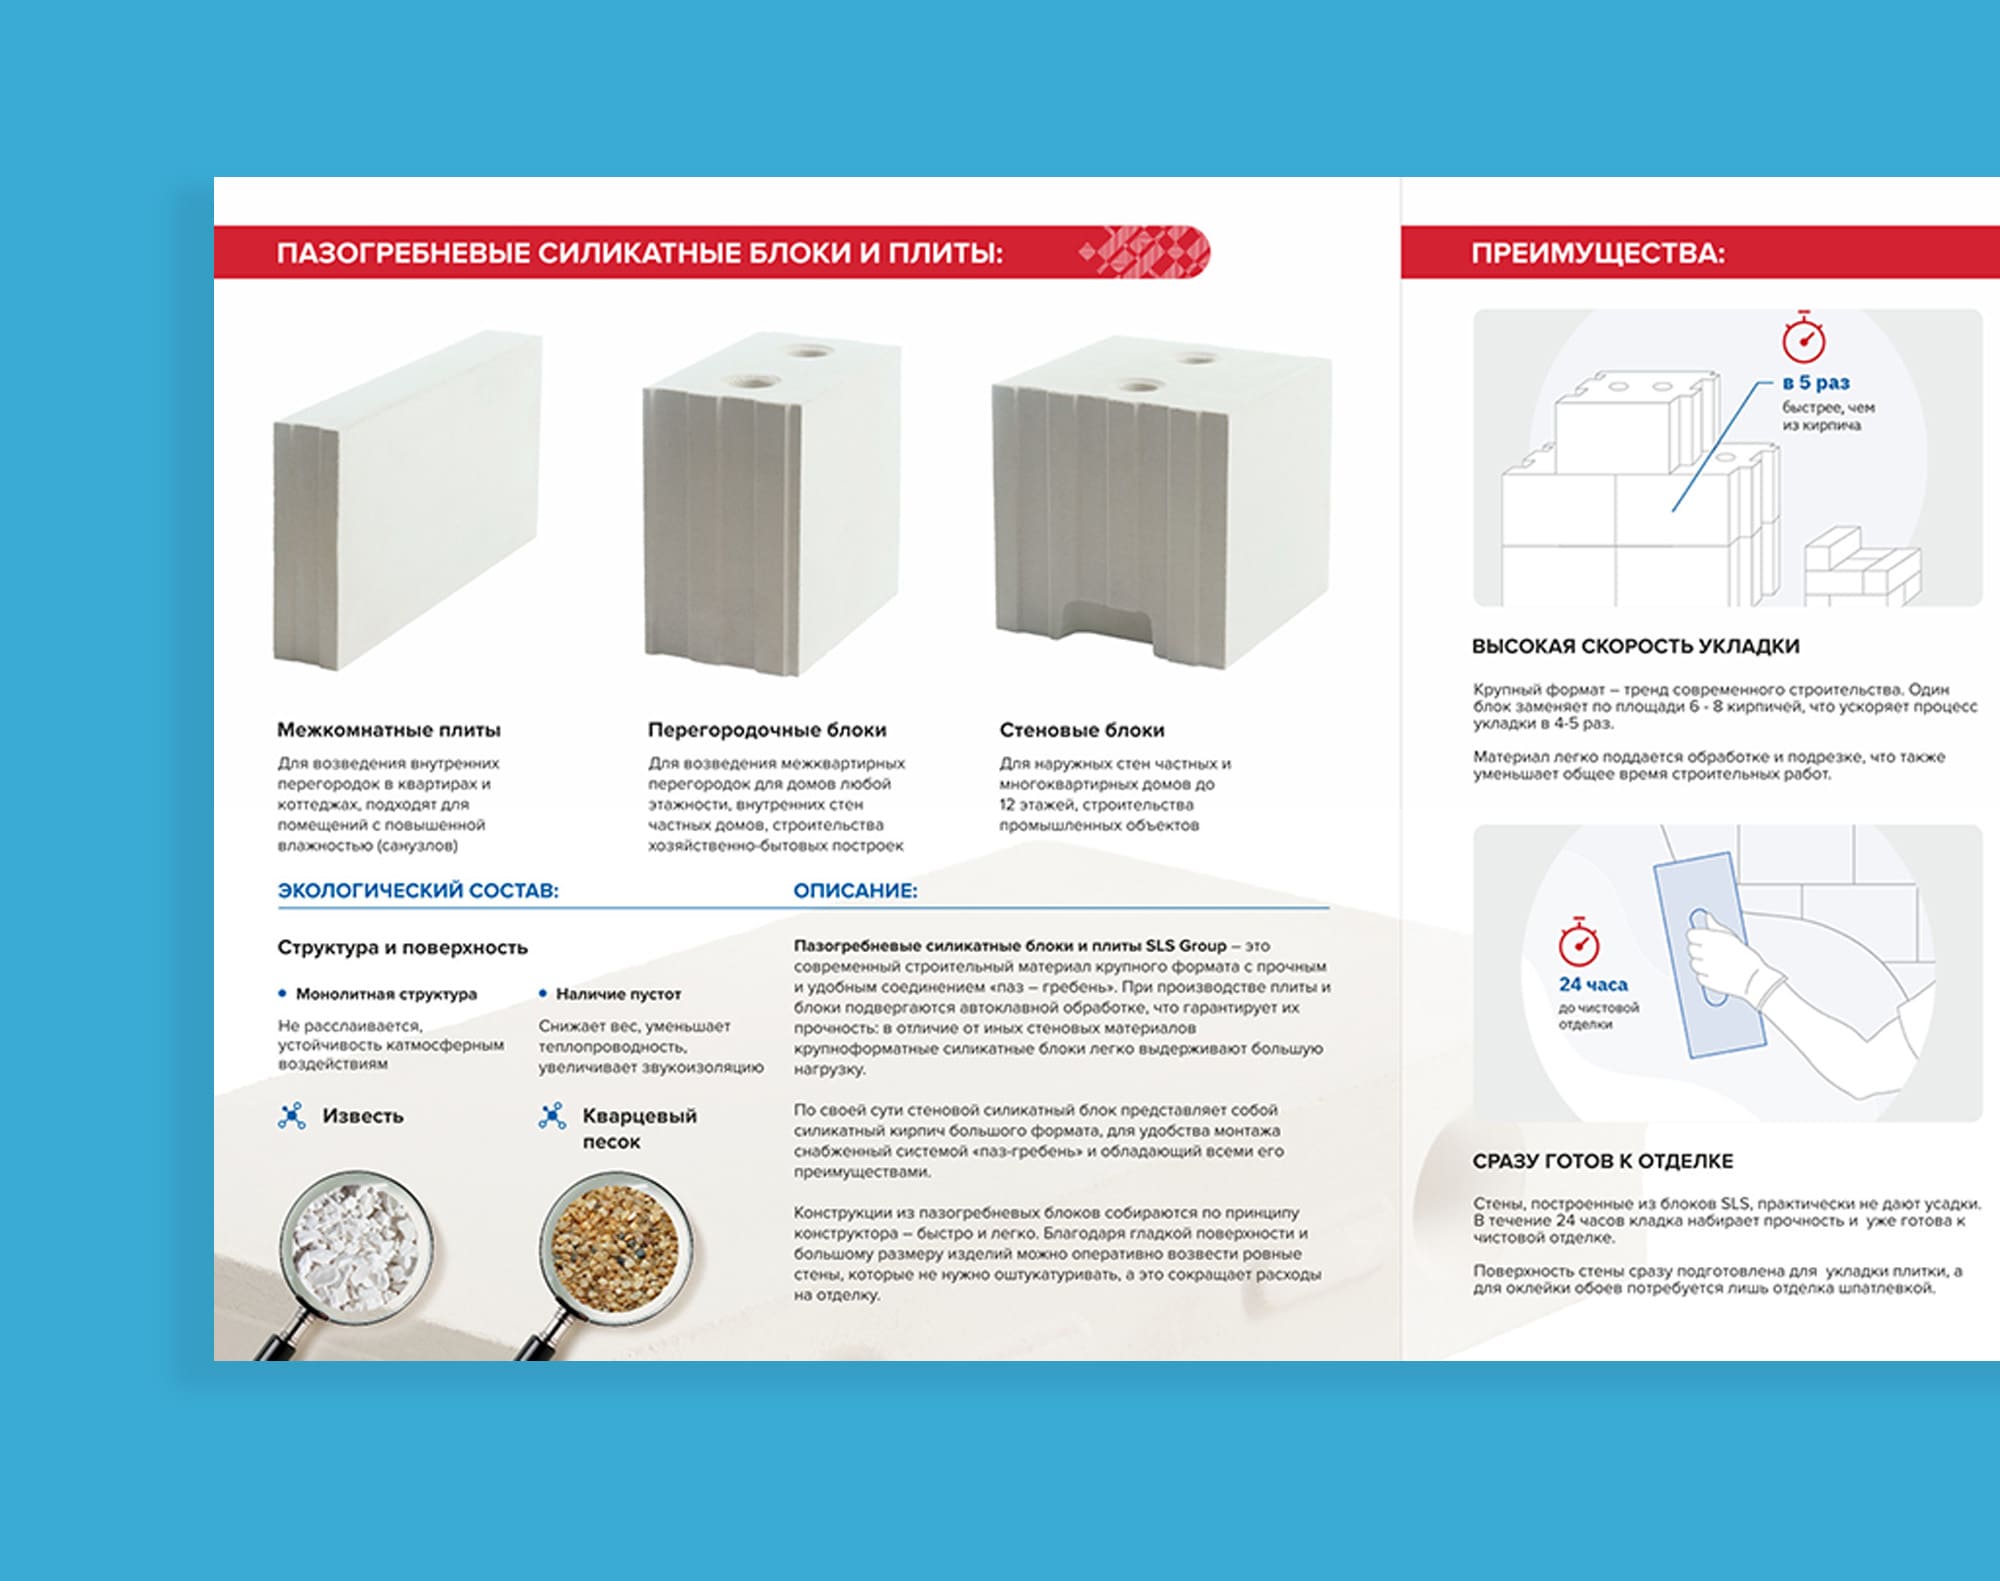 ПАЗОГРЕБНЕВЫЕ СИЛИКАТНЫЕ БЛОКИ И ПЛИТЫ:
Межкомнатные плиты
Для возведения внутренних
перегородок в квартирах и
коттеджах, подходят для
помещений с повышенной
влажностью (санузлов)
Перегородочные блоки
Для возведения межквартирных
перегородок для домов любой
этажности, внутренних стен
частных домов, строительства
хозяйственно-бытовых построек
Стеновые блоки
Для наружных стен частных и
многоквартирных домов до
12 этажей, строительства
промышленных объектов
ЭКОЛОГИЧЕСКИЙ СОСТАВ:
Структура и поверхность
• Монолитная структура
Не расслаивается,
устойчивость катмосферным
воздействиям
• Наличие пустот
Снижает вес, уменьшает
теплопроводность,
увеличивает звукоизоляцию
Известь
Кварцевый
песок
ОПИСАНИЕ:
Пазогребневые силикатные блоки и плиты SLS Group – это
современный строительный материал крупного формата с прочным
и удобным соединением «паз – гребень». При производстве плиты и
блоки подвергаются автоклавной обработке, что гарантирует их
прочность: в отличие от иных стеновых материалов
крупноформатные силикатные блоки легко выдерживают большую
нагрузку.
По своей сути стеновой силикатный блок представляет собой
силикатный кирпич большого формата, для удобства монтажа
снабженный системой «паз-гребень» и обладающий всеми его
преимуществами.
Конструкции из пазогребневых блоков собираются по принципу
конструктора – быстро и легко. Благодаря гладкой поверхности и
большому размеру изделий можно оперативно возвести ровные
стены, которые не нужно оштукатуривать, а это сокращает расходы
на отделку.
ПРЕИМУЩЕСТВА:
в 5 раз
быстрее, чем
из кирпича
ВЫСОКАЯ СКОРОСТЬ УКЛАДКИ
Крупный формат – тренд современного строительства. Один
блок заменяет по площади 6 - 8 кирпичей, что ускоряет процесс
укладки в 4-5 раз.
Материал легко поддается обработке и подрезке, что также
уменьшает общее время строительных работ.
24 часа
до чистовой
отделки
СРАЗУ ГОТОВ К ОТДЕЛКЕ
Стены, построенные из блоков SLS, практически не дают усадки.
В течение 24 часов кладка набирает прочность и уже готова к
чистовой отделке.
Поверхность стены сразу подготовлена для укладки плитки, а
для оклейки обоев потребуется лишь отделка шпатлевкой.